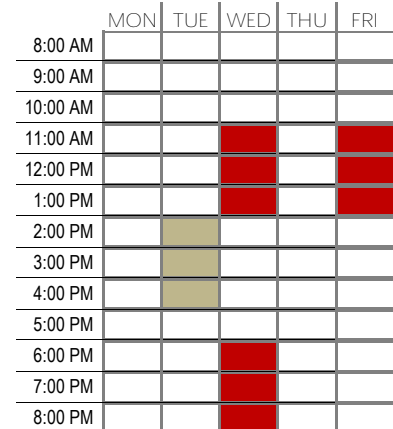 MON TUE WED THU FRI
8:00 AM
9:00 AM
10:00 AM
11:00 AM
12:00 PM
1:00 PM
2:00 PM
3:00 PM
4:00 PM
5:00 PM
6:00 PM
7:00 PM
8:00 PM